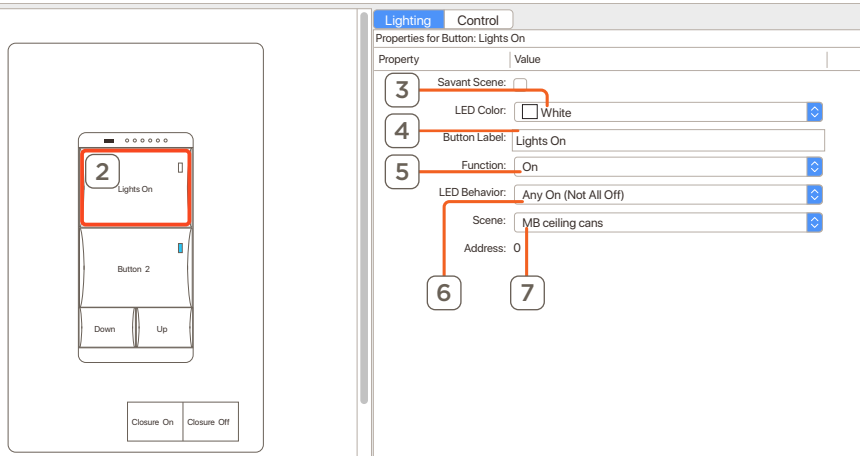 Lighting Control
Properties for Button: Lights On
Property Value
3 Savant Scene:
LED Color: White
4 Button Label: Lights On
5 Function: On
LED Behavior: Any On (Not All Off)
Scene: MB ceiling cans
Address: 0
6 7
2
Lights On
Button 2
Down Up
Closure On Closure Off